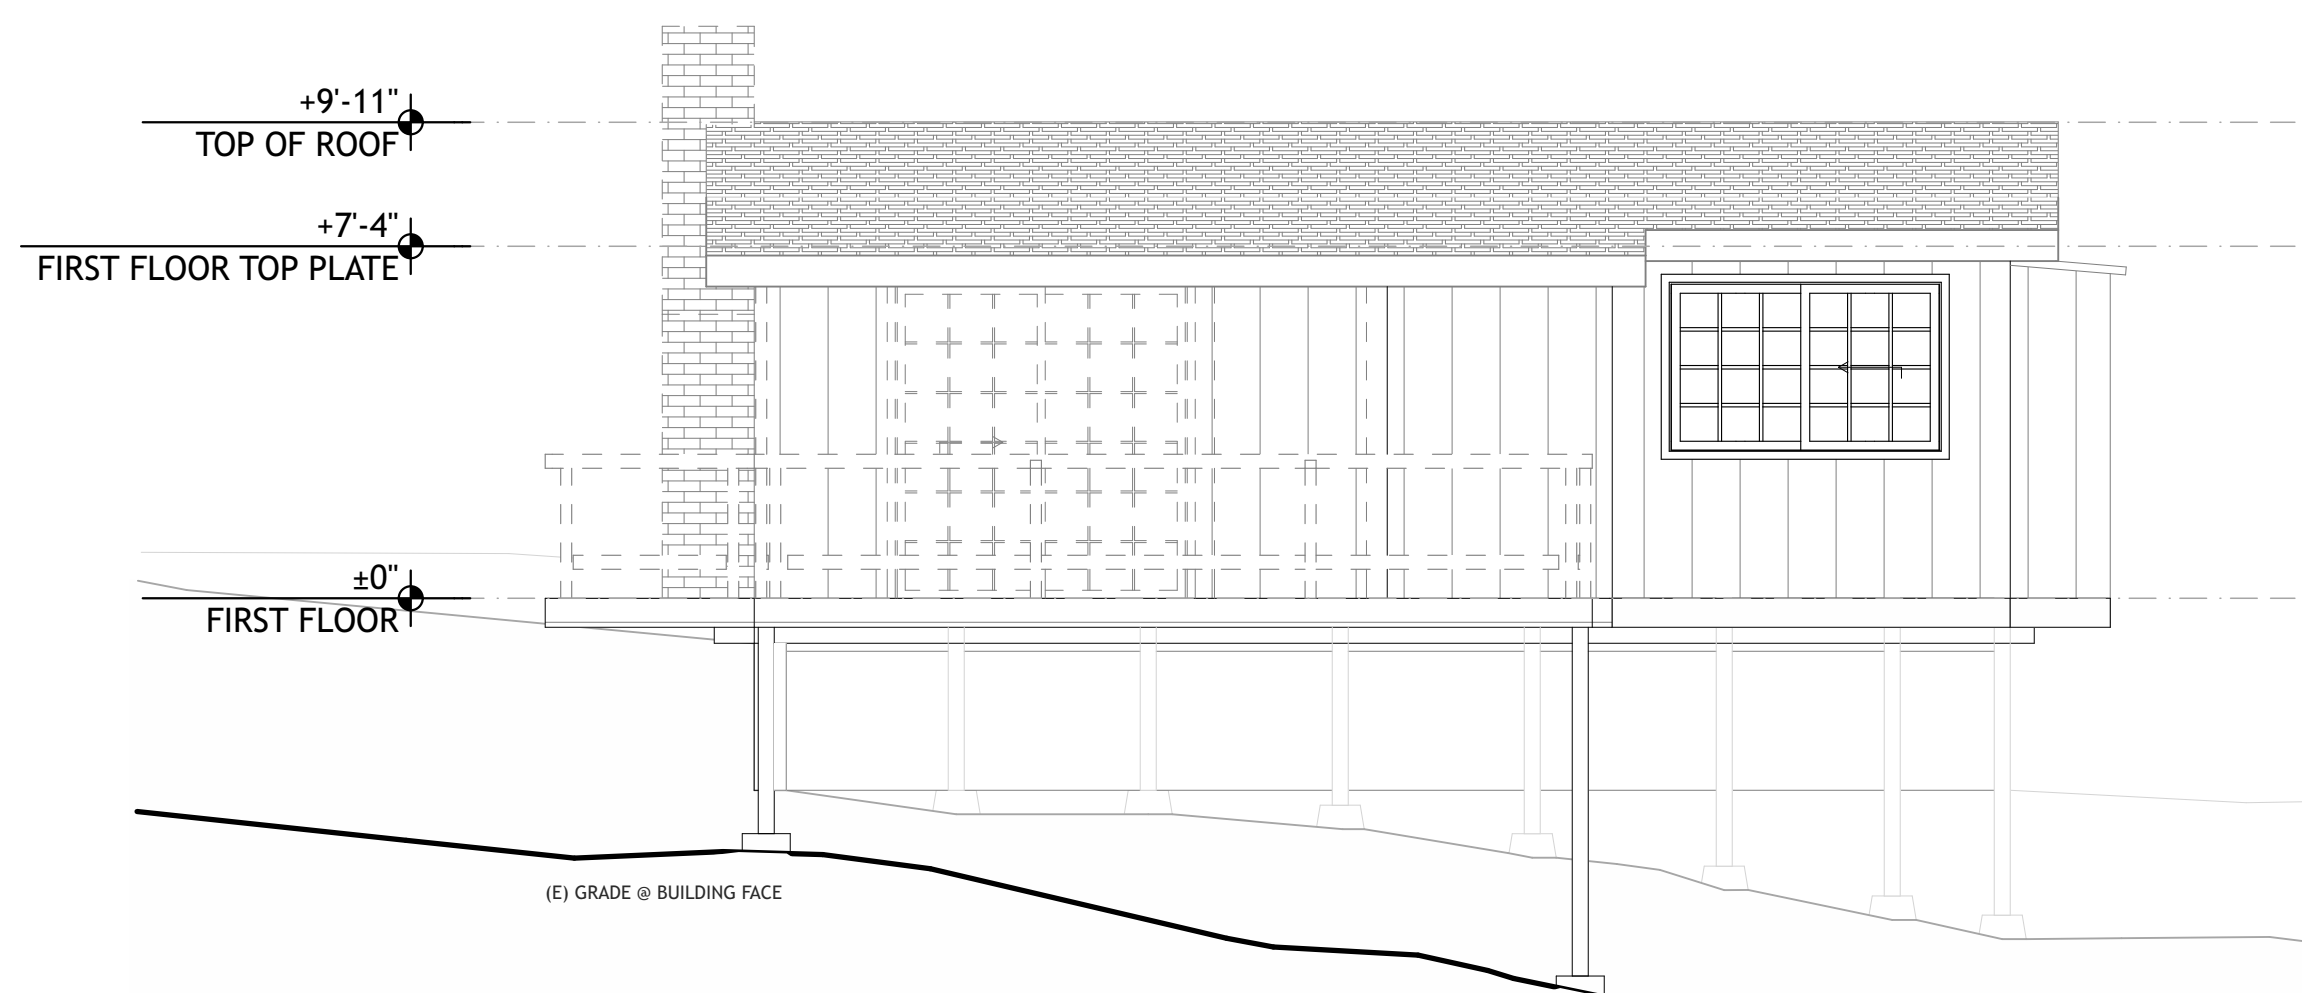 +9'-11"
TOP OF ROOF
+7'-4"
FIRST FLOOR TOP PLATE
±0"
FIRST FLOOR
(E) GRADE @ BUILDING FACE